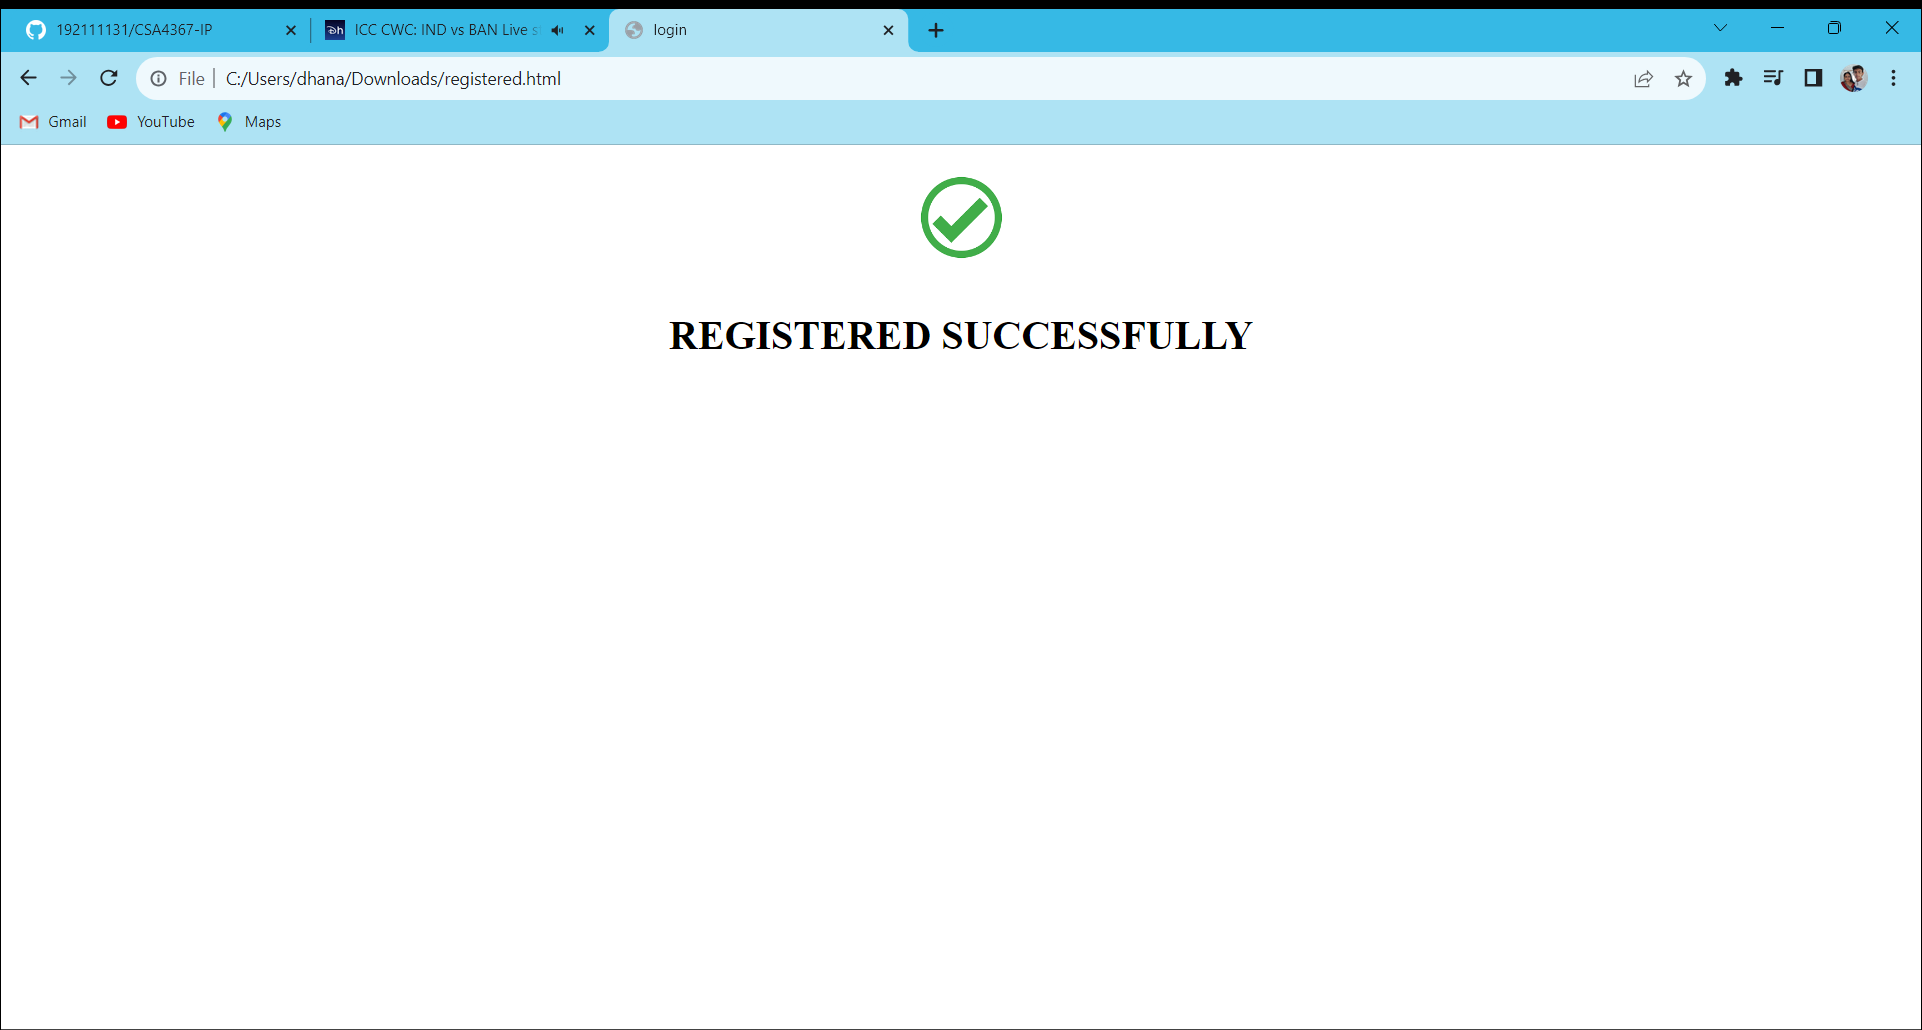 192111131/CSA4367-IP
ICC CWC: IND vs BAN Live
login
File
C:/Users/dhana/Downloads/registered.html
Gmail
YouTube
Maps
REGISTERED SUCCESSFULLY